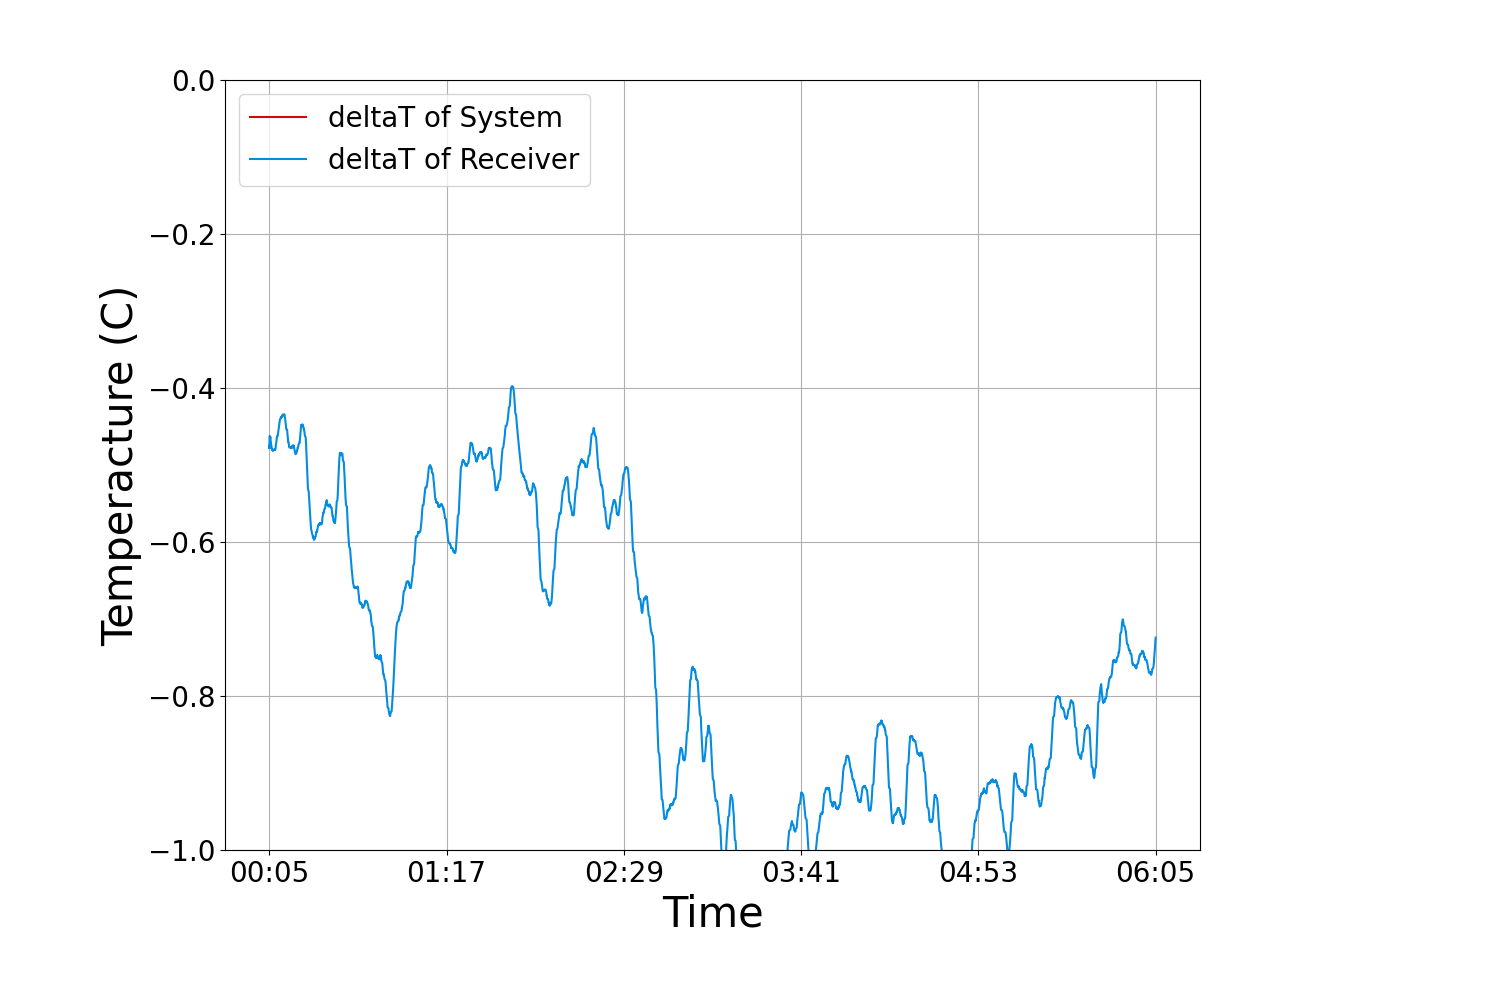 0.0
deltaT of System
deltaT of Receiver
−0.2
−0.4
−0.6
−0.8
−1.0
Temperacture (C)
00:05 01:17 02:29 03:41 04:53 06:05
Time